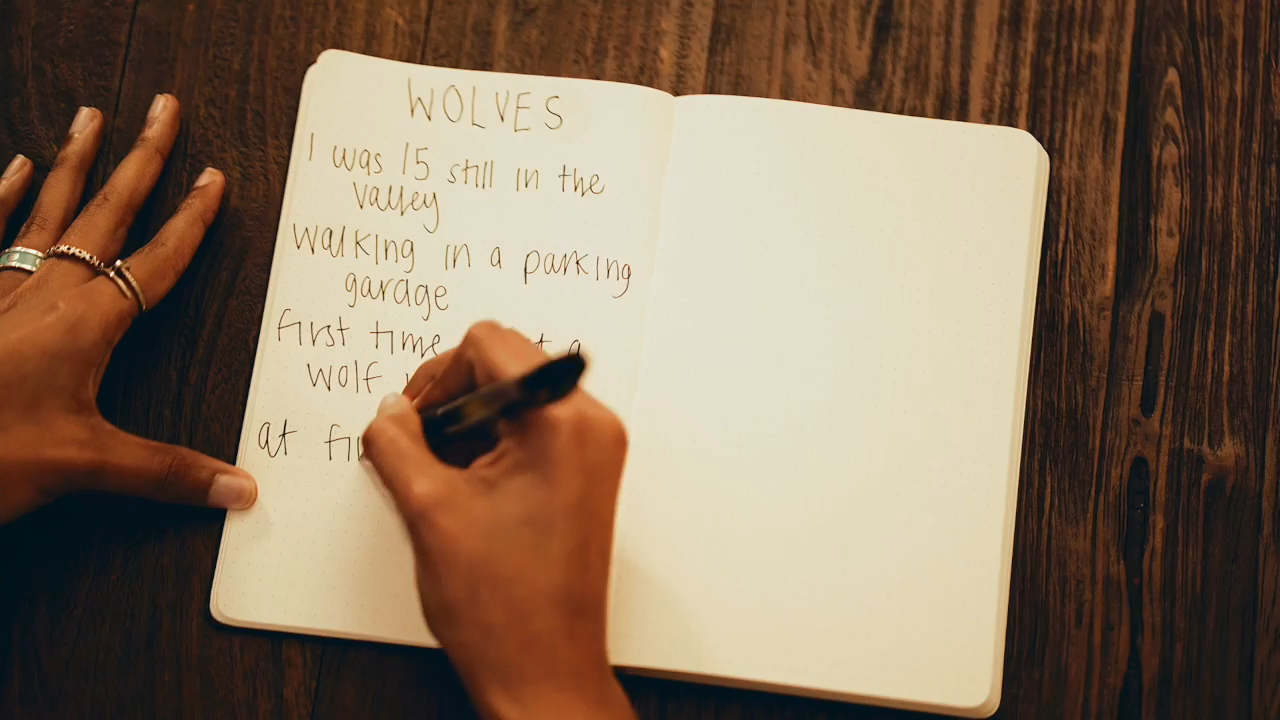 WOLVES
I was 15 still in the
valley
walking in a parking
garage
first time a
wolf
at